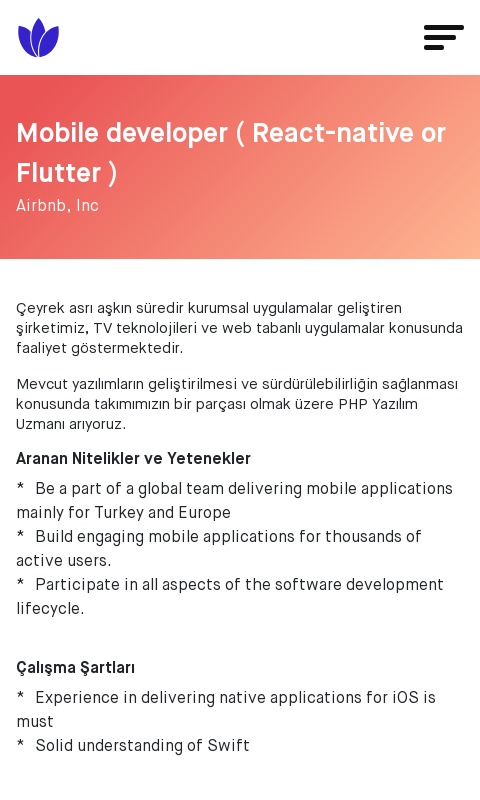 Mobile developer ( React-native or
Flutter )
Airbnb, Inc
Çeyrek asrı aşkın süredir kurumsal uygulamalar geliştiren
şirketimiz, TV teknolojileri ve web tabanlı uygulamalar konusunda
faaliyet göstermektedir.
Mevcut yazılımların geliştirilmesi ve sürdürülebilirliğin sağlanması
konusunda takımımızın bir parçası olmak üzere PHP Yazılım
Uzmanı arıyoruz.
Aranan Nitelikler ve Yetenekler
* Be a part of a global team delivering mobile applications
mainly for Turkey and Europe
* Build engaging mobile applications for thousands of
active users.
* Participate in all aspects of the software development
lifecycle.
Çalışma Şartları
* Experience in delivering native applications for iOS is
must
* Solid understanding of Swift